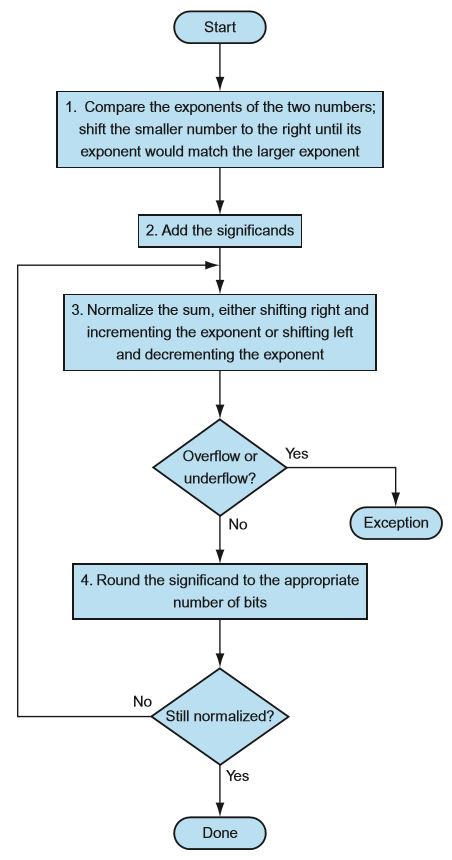 Start
1. Compare the exponents of the two numbers;
shift the smaller number to the right until its
exponent would match the larger exponent
2. Add the significands
3. Normalize the sum, either shifting right and
incrementing the exponent or shifting left
and decrementing the exponent
Overflow or
underflow?
Yes
No
Exception
4. Round the significand to the appropriate
number of bits
Still normalized?
No
Yes
Done